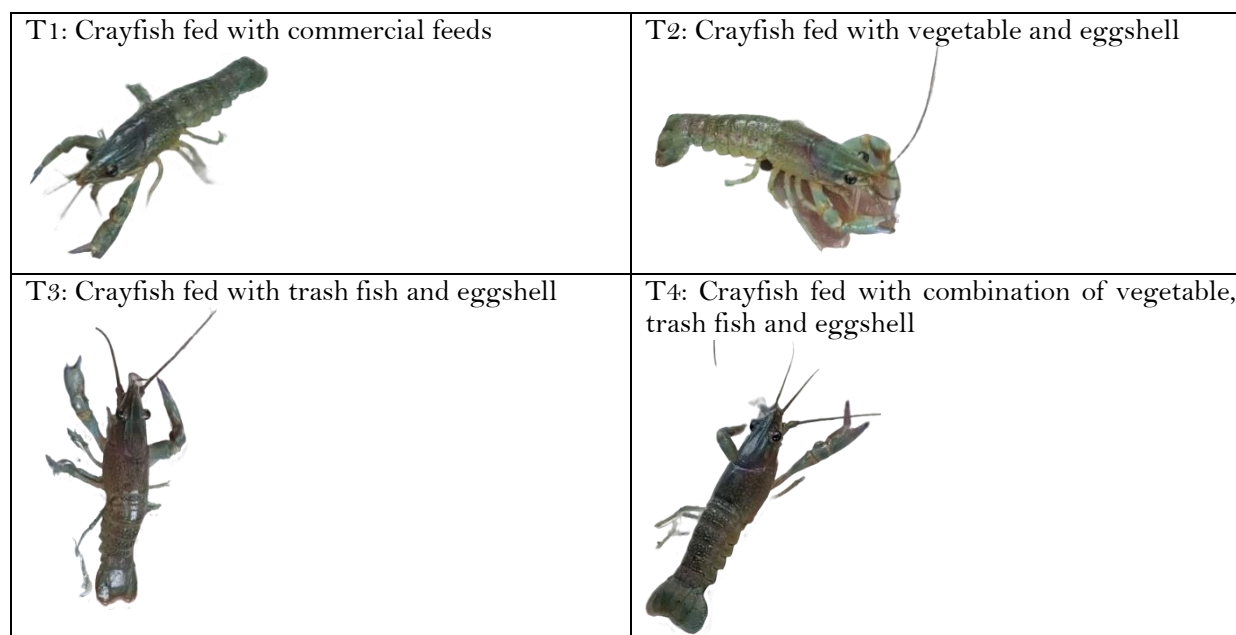 T1: Crayfish fed with commercial feeds
T2: Crayfish fed with vegetable and eggshell
T3: Crayfish fed with trash fish and eggshell
T4: Crayfish fed with combination of vegetable,
trash fish and eggshell